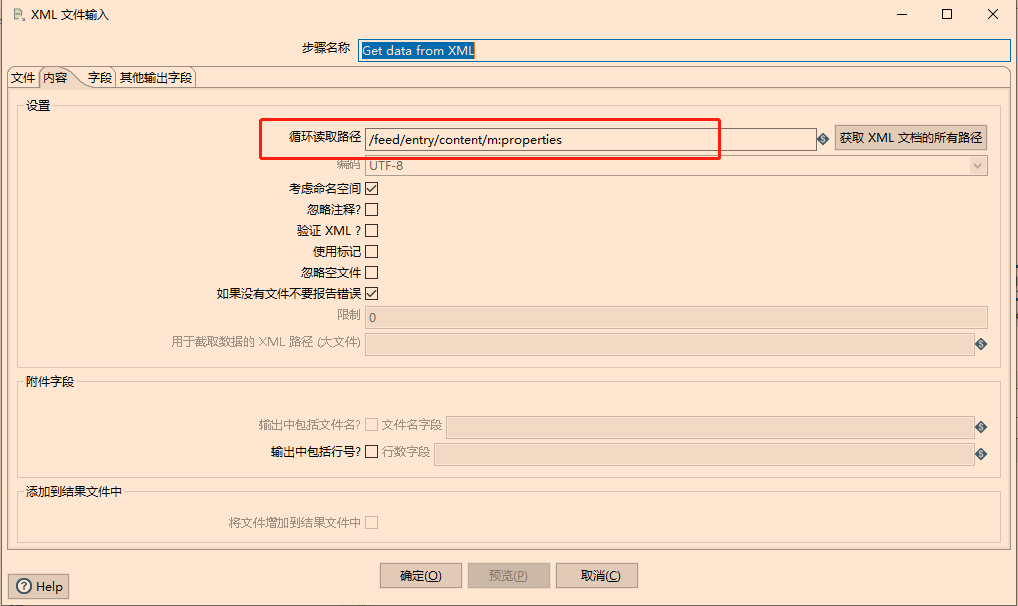 XML 文件输入
步骤名称 Get data from XML
文件 内容 字段 其他输出字段
设置
循环读取路径 /feed/entry/content/m:properties 获取 XML 文档的所有路径
编码 UTF-8
考虑命名空间
忽略注释?
验证 XML ?
使用标记
忽略空文件
如果没有文件不要报告错误
限制 0
用于截取数据的 XML 路径 (大文件)
附件字段
输出中包括文件名? 文件名字段
输出中包括行号? 行数字段
添加到结果文件中
将文件增加到结果文件中
确定(O) 预览(P) 取消(C)
Help